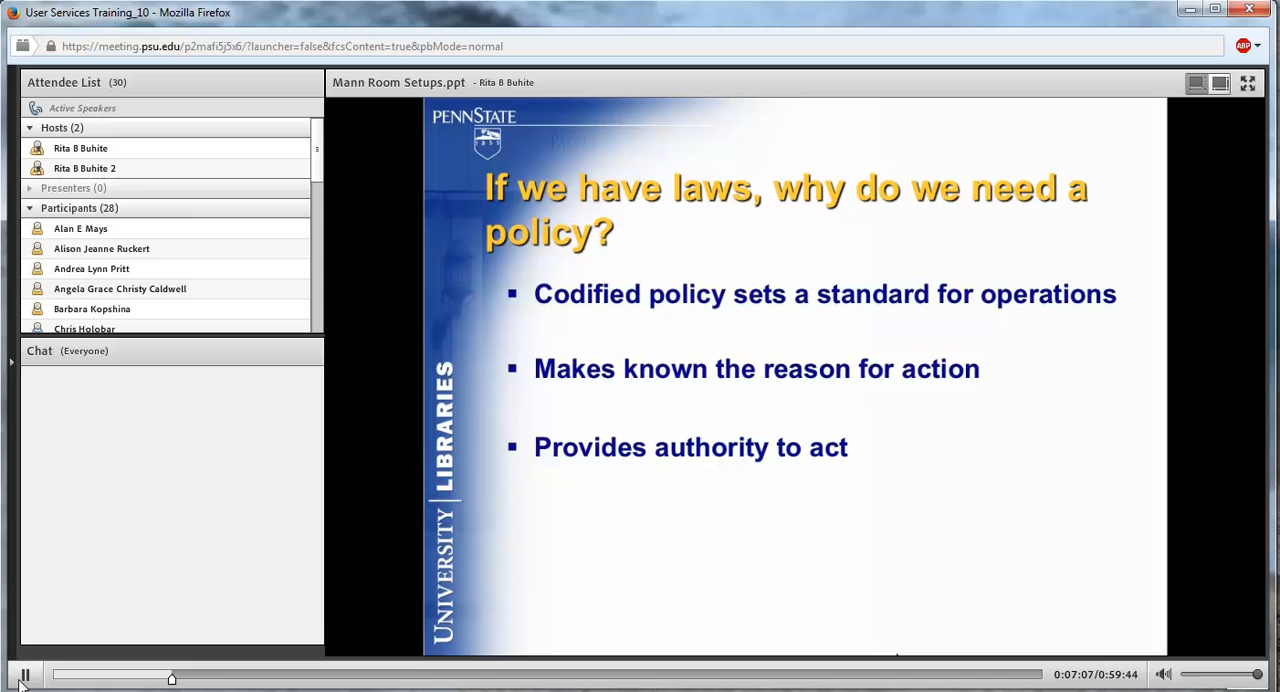 User Services Training_10 - Mozilla Firefox
https://meeting.psu.edu/p2mafi5j5x6/?launcher=false&fcsContent=true&pbMode=normal
ABP
Attendee List (30)
Mann Room Setups.ppt - Rita B Buhite
Active Speakers
Hosts (2)
Rita B Buhite
Rita B Buhite 2
Presenters (0)
Participants (28)
Alan E Mays
Alison Jeanne Ruckert
Andrea Lynn Pritt
Angela Grace Christy Caldwell
Barbara Kopshina
Chris Holobar
Chat (Everyone)
PENNSTATE
1855
UNIVERSITY LIBRARIES
If we have laws, why do we need a
policy?
▪ Codified policy sets a standard for operations
▪ Makes known the reason for action
▪ Provides authority to act
0:07:07/0:59:44